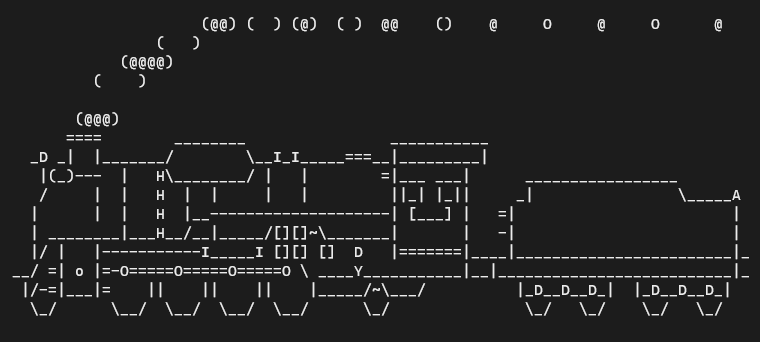 (@@) (  ) (@)  ( )  @@    ()    @     O     @     O      @
                 (   )
             (@@@@)
          (    )

        (@@@)
       ====        ________                ___________
   _D _|  |_______/        \__I_I_____===__|_________|
    |(_)---  |   H\________/ |   |        =|___ ___|      _________________
    /     |  |   H  |  |     |   |         ||_| |_||     _|                \_____A
   |      |  |   H  |__--------------------| [___] |   =|                        |
   | ________|___H__/__|_____/[][]~\_______|       |   -|                        |
   |/ |   |-----------I_____I [][] []  D   |=======|____|________________________|_
 __/ =| o |=-O=====O=====O=====O \ ____Y___________|__|__________________________|_
  |/-=|___|=    ||    ||    ||    |_____/~\___/          |_D__D__D_|  |_D__D__D_|
   \_/      \__/  \__/  \__/  \__/      \_/               \_/   \_/    \_/   \_/